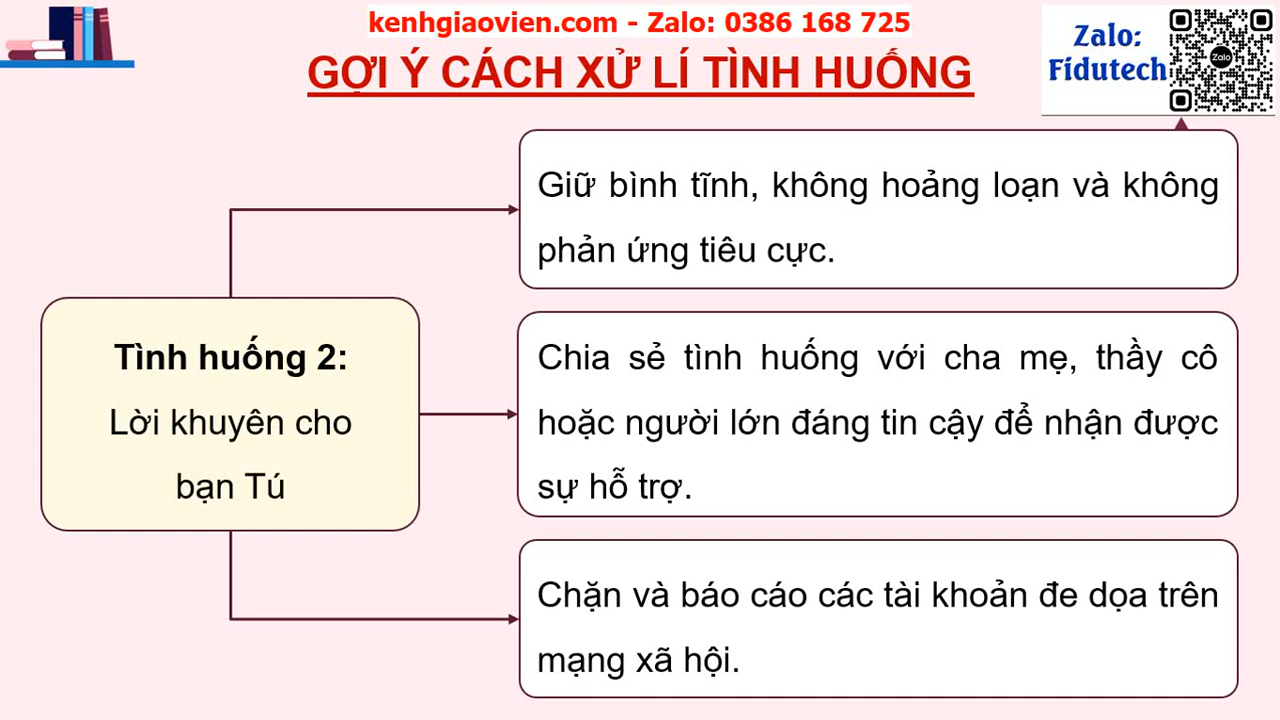 kenhgiaovien.com - Zalo: 0386 168 725
Zalo:
Fidutech
Zalo
GỢI Ý CÁCH XỬ LÍ TÌNH HUỐNG
Giữ bình tĩnh, không hoảng loạn và không
phản ứng tiêu cực.
Tình huống 2:
Lời khuyên cho
bạn Tú
Chia sẻ tình huống với cha mẹ, thầy cô
hoặc người lớn đáng tin cậy để nhận được
sự hỗ trợ.
Chặn và báo cáo các tài khoản đe dọa trên
mạng xã hội.